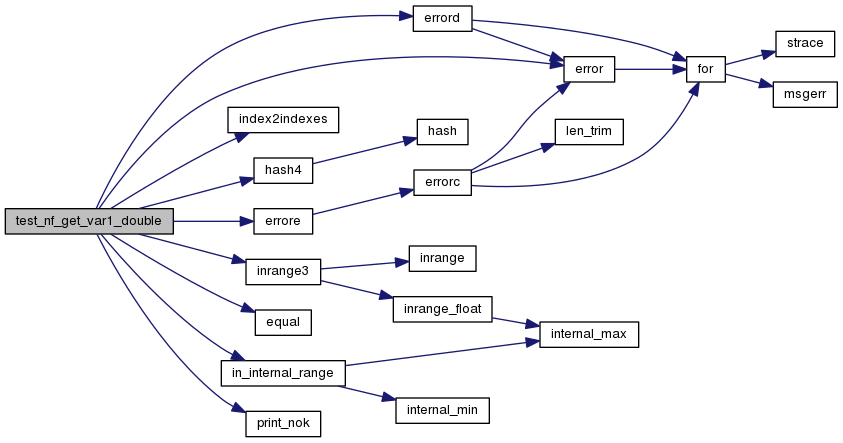 errord
strace
error
for
msgerr
index2indexes
hash
len_trim
hash4
errorc
test_nf_get_var1_double
errore
inrange
inrange3
inrange_float
equal
internal_max
in_internal_range
internal_min
print_nok